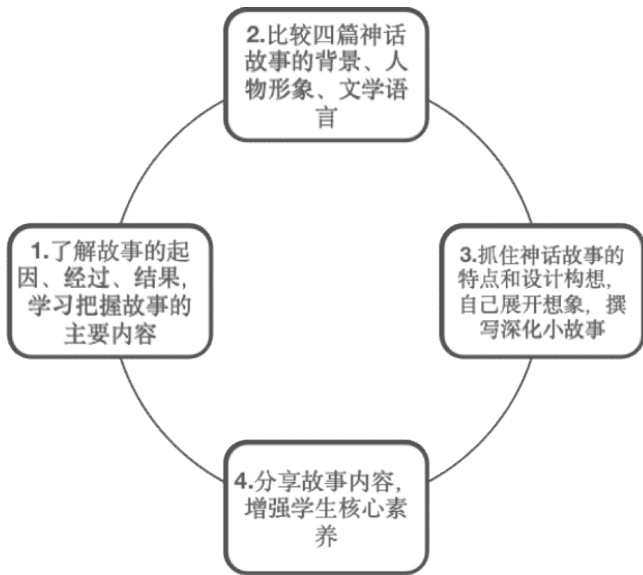 1.了解故事的起
因、经过、结果，
学习把握故事的
主要内容
2.比较四篇神话
故事的背景、人
物形象、文学语
言
3.抓住神话故事的
特点和设计构想，
自己展开想象，撰
写深化小故事
4.分享故事内容，
增强学生核心素
养